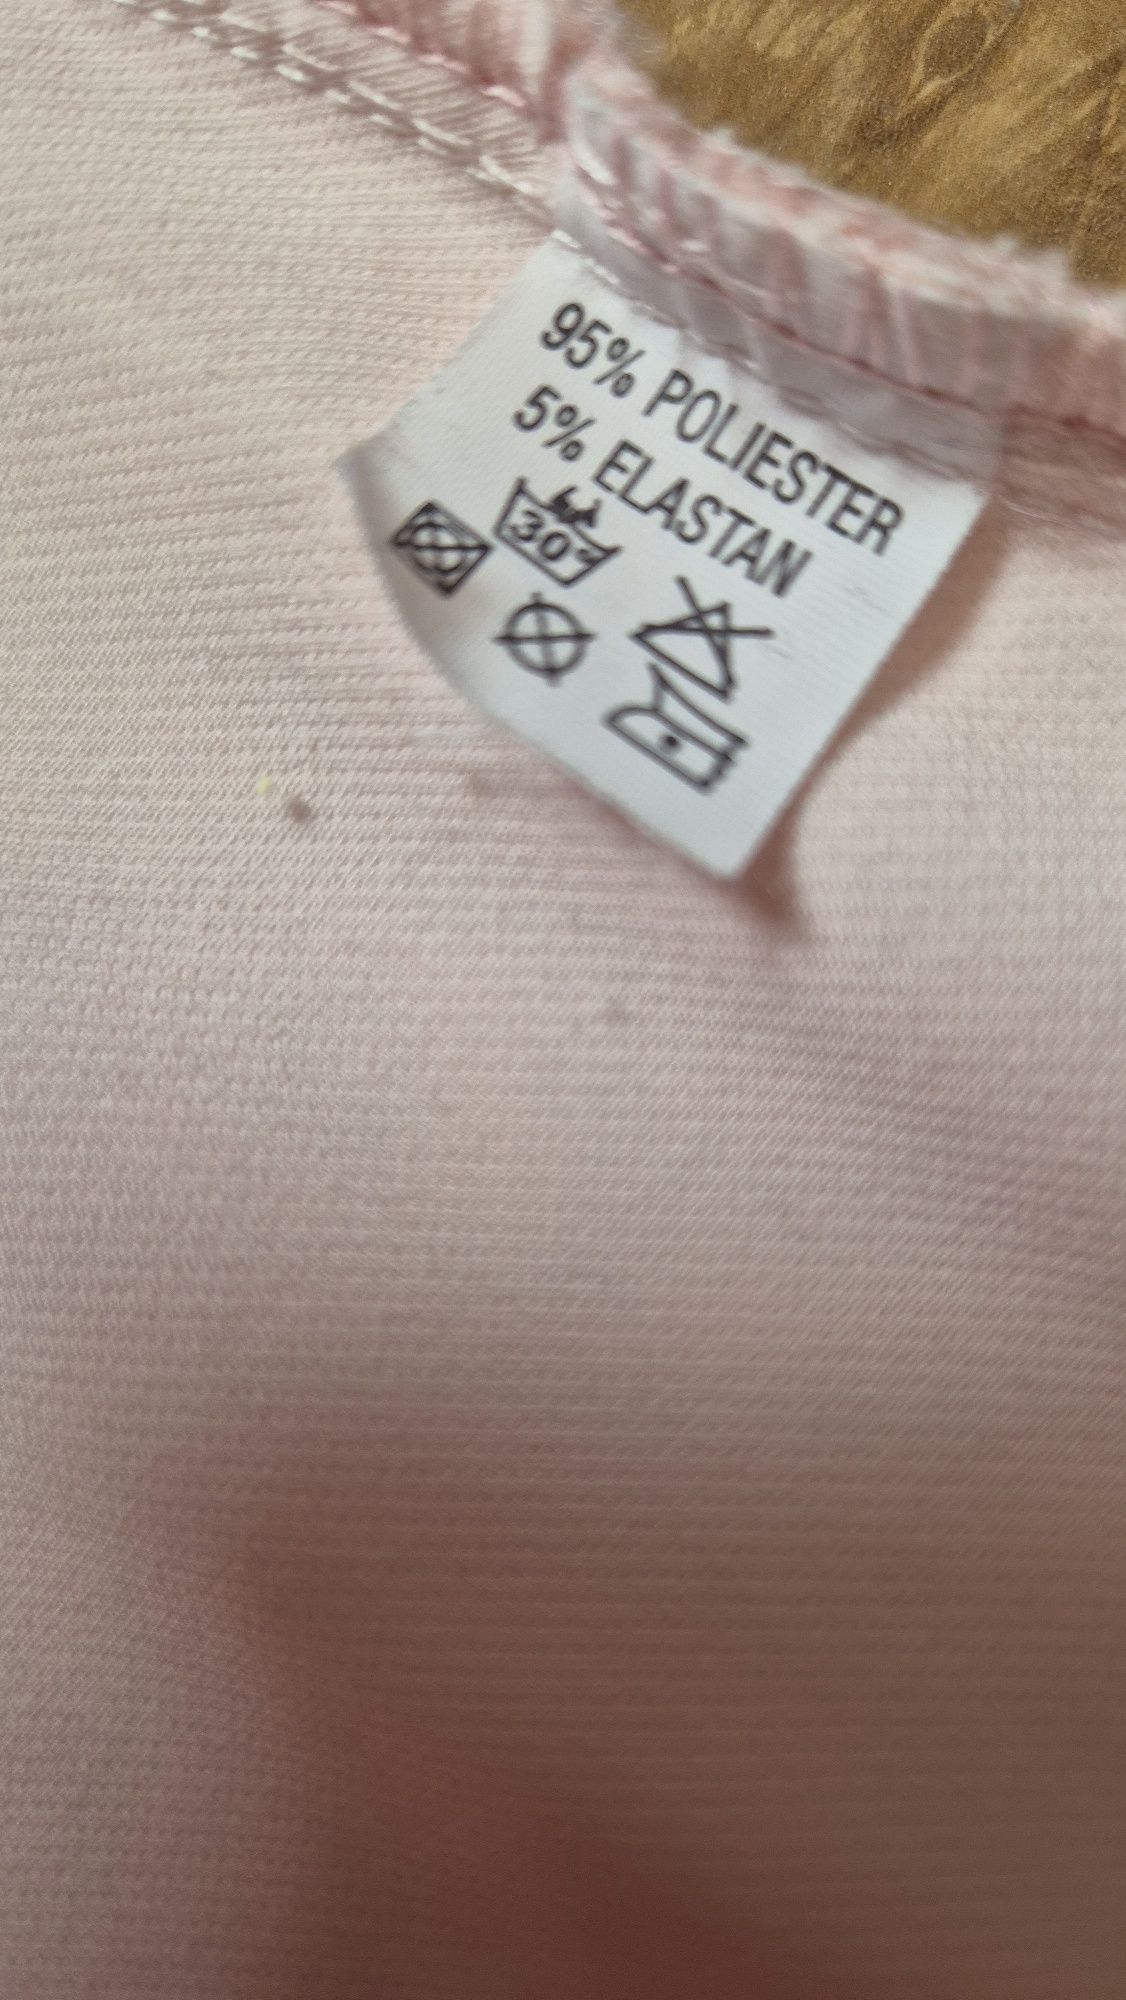 95% POLIESTER
5% ELASTAN
30°